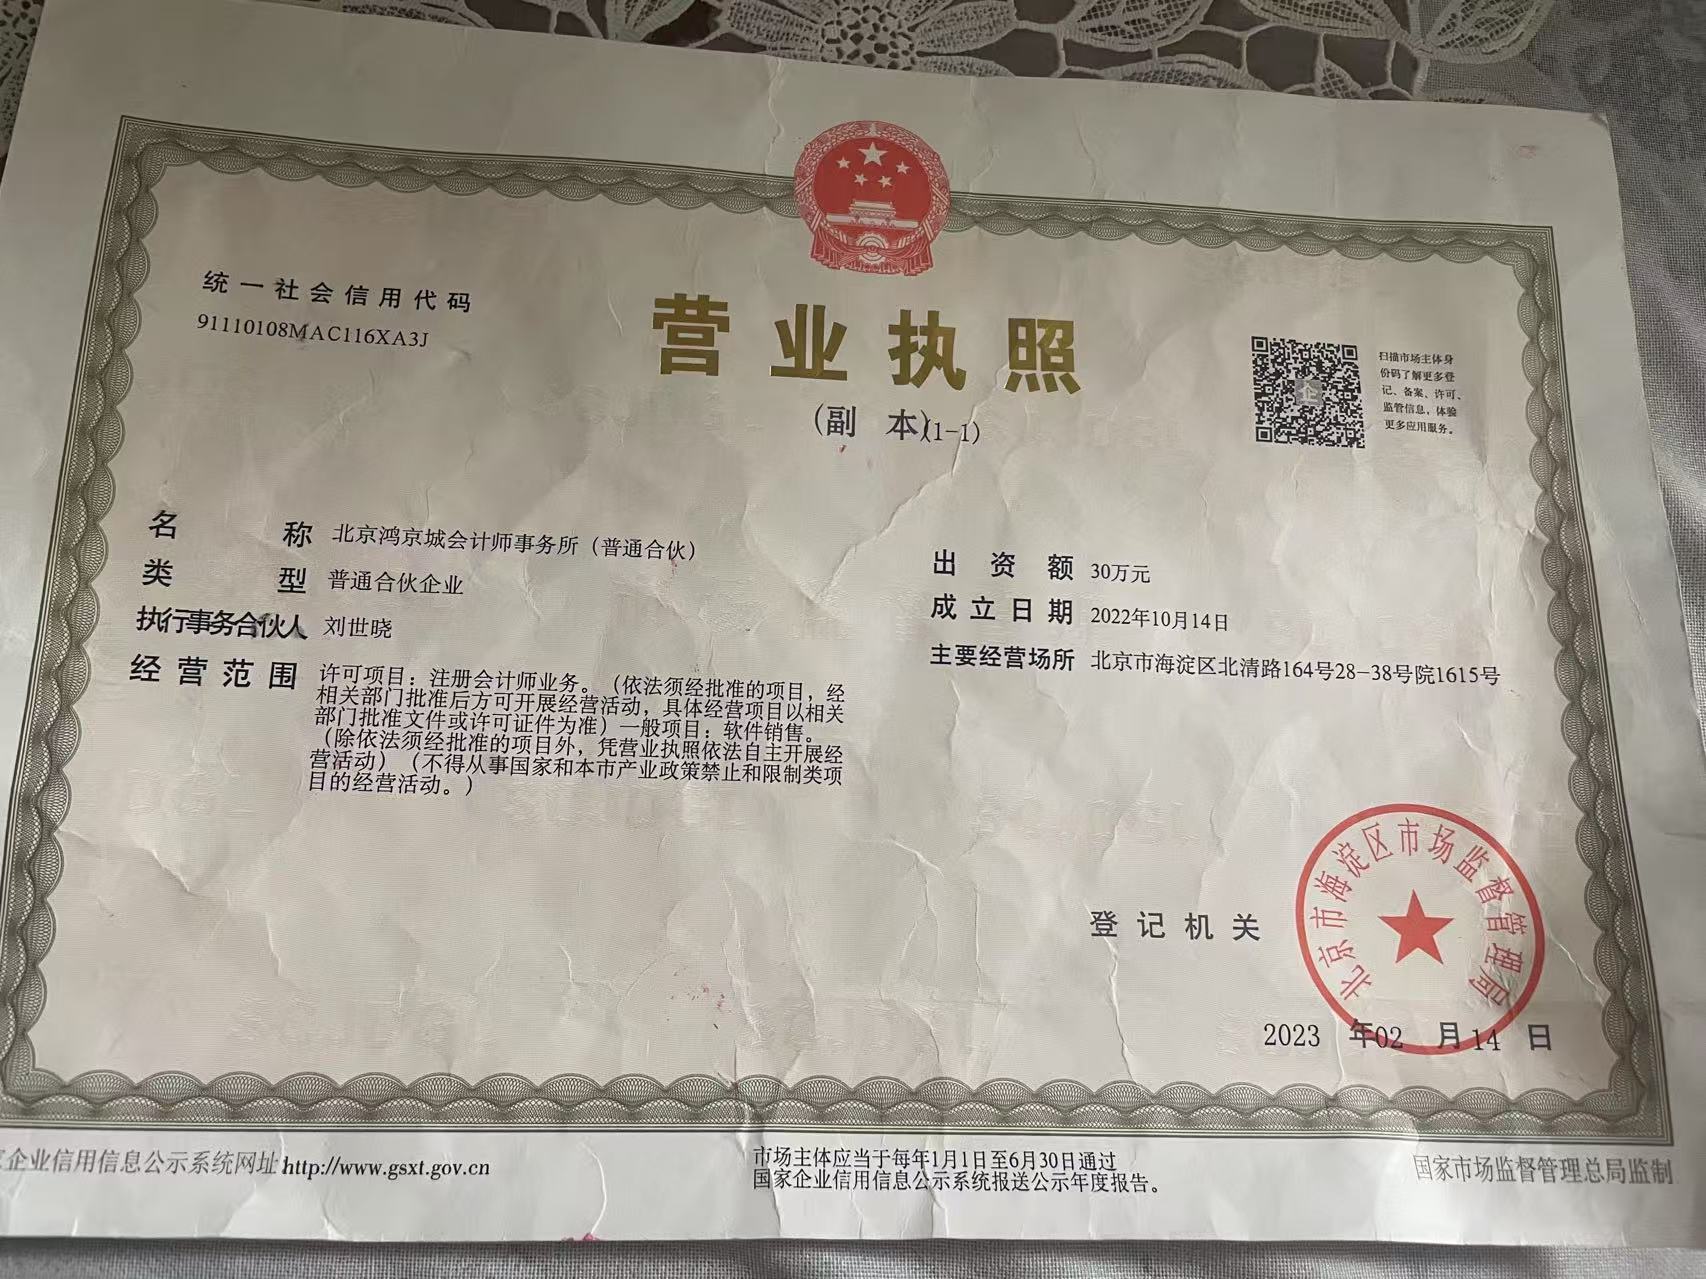 统一社会信用代码
91110108MAC116XA3J
营业执照
(副 本)(1-1)
扫描市场主体身
份码了解更多登
记、备案、许可、
监管信息，体验
更多应用服务。
名 称 北京鸿京城会计师事务所（普通合伙）
类 型 普通合伙企业
执行事务合伙人 刘世晓
经营范围 许可项目：注册会计师业务。（依法须经批准的项目，经
相关部门批准后方可开展经营活动，具体经营项目以相关
部门批准文件或许可证件为准）一般项目：软件销售。
（除依法须经批准的项目外，凭营业执照依法自主开展经
营活动）（不得从事国家和本市产业政策禁止和限制类项
目的经营活动。）
出资额 30万元
成立日期 2022年10月14日
主要经营场所 北京市海淀区北清路164号28-38号院1615号
登记机关
北京市海淀区市场监督管理局
2023 年02 月14 日
企业信用信息公示系统网址http://www.gsxt.gov.cn
市场主体应当于每年1月1日至6月30日通过
国家企业信用信息公示系统报送公示年度报告。
国家市场监督管理总局监制